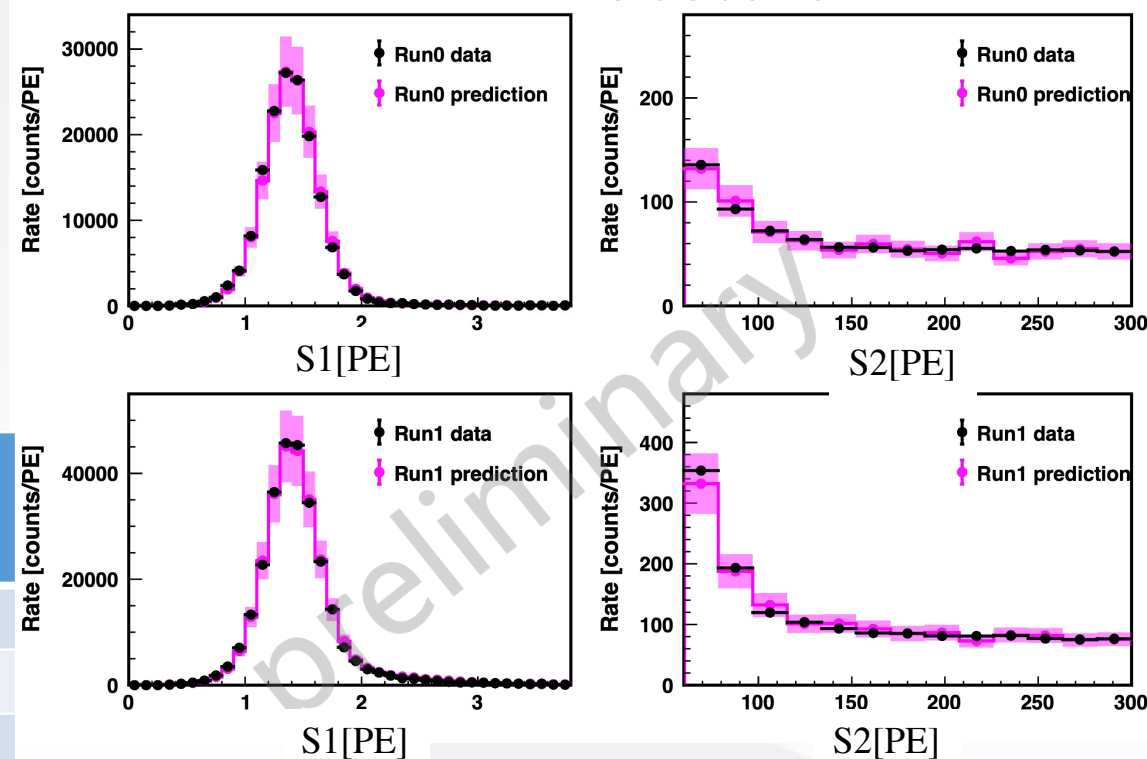 30000
20000
10000
0
0
1
2
3
Rate [counts/PE]
Run0 data
Run0 prediction
S1[PE]
200
100
0
100
150
200
250
300
Rate [counts/PE]
Run0 data
Run0 prediction
S2[PE]
40000
20000
0
0
1
2
3
Rate [counts/PE]
Run1 data
Run1 prediction
S1[PE]
400
300
200
100
0
100
150
200
250
300
Rate [counts/PE]
Run1 data
Run1 prediction
S2[PE]
preliminary